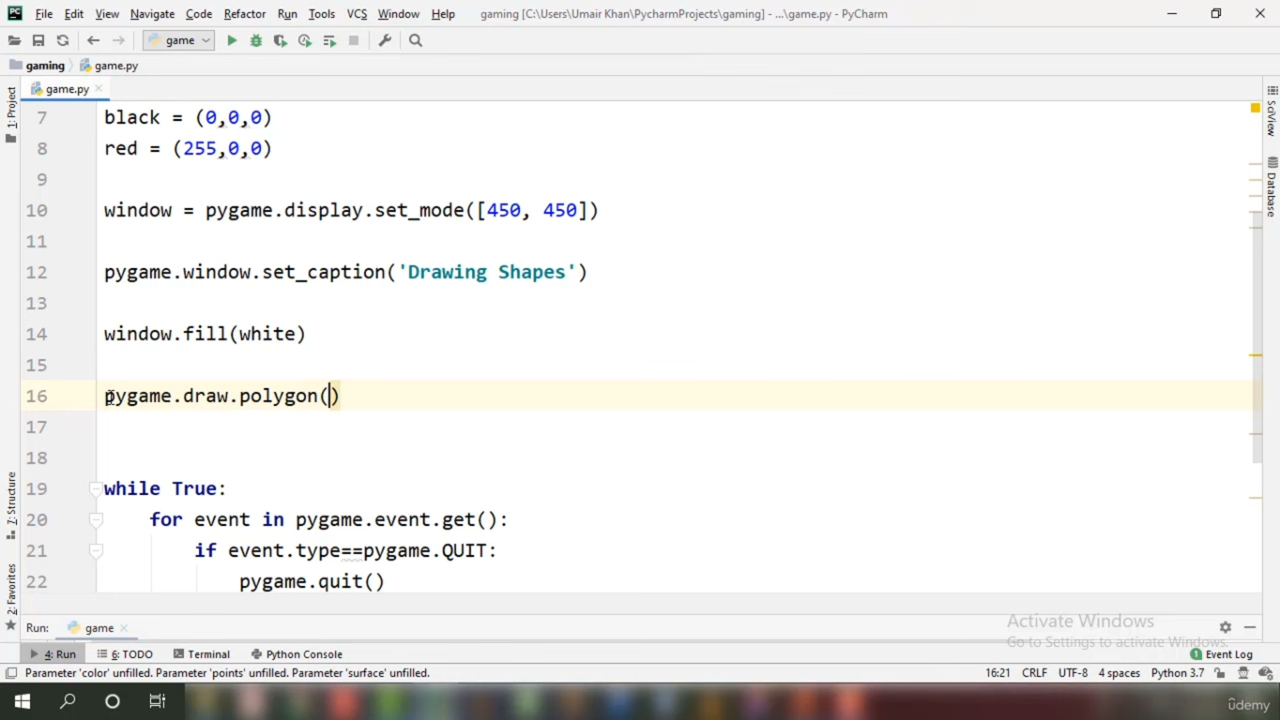 PC File Edit View Navigate Code Refactor Run Tools VCS Window Help gaming [C:\Users\Umair Khan\PycharmProjects\gaming] - ...\game.py - PyCharm
game
gaming game.py
1: Project
game.py
7 black = (0,0,0)
8 red = (255,0,0)
9
10 window = pygame.display.set_mode([450, 450])
11
12 pygame.window.set_caption('Drawing Shapes')
13
14 window.fill(white)
15
16 pygame.draw.polygon()
17
18
19 while True:
20 for event in pygame.event.get():
21 if event.type==pygame.QUIT:
22 pygame.quit()
SciView
Database
7: Structure
2: Favorites
Run: game
Activate Windows
Go to Settings to activate Windows.
4: Run 6: TODO Terminal Python Console 1 Event Log
Parameter 'color' unfilled. Parameter 'points' unfilled. Parameter 'surface' unfilled. 16:21 CRLF UTF-8 4 spaces Python 3.7
ûdemy